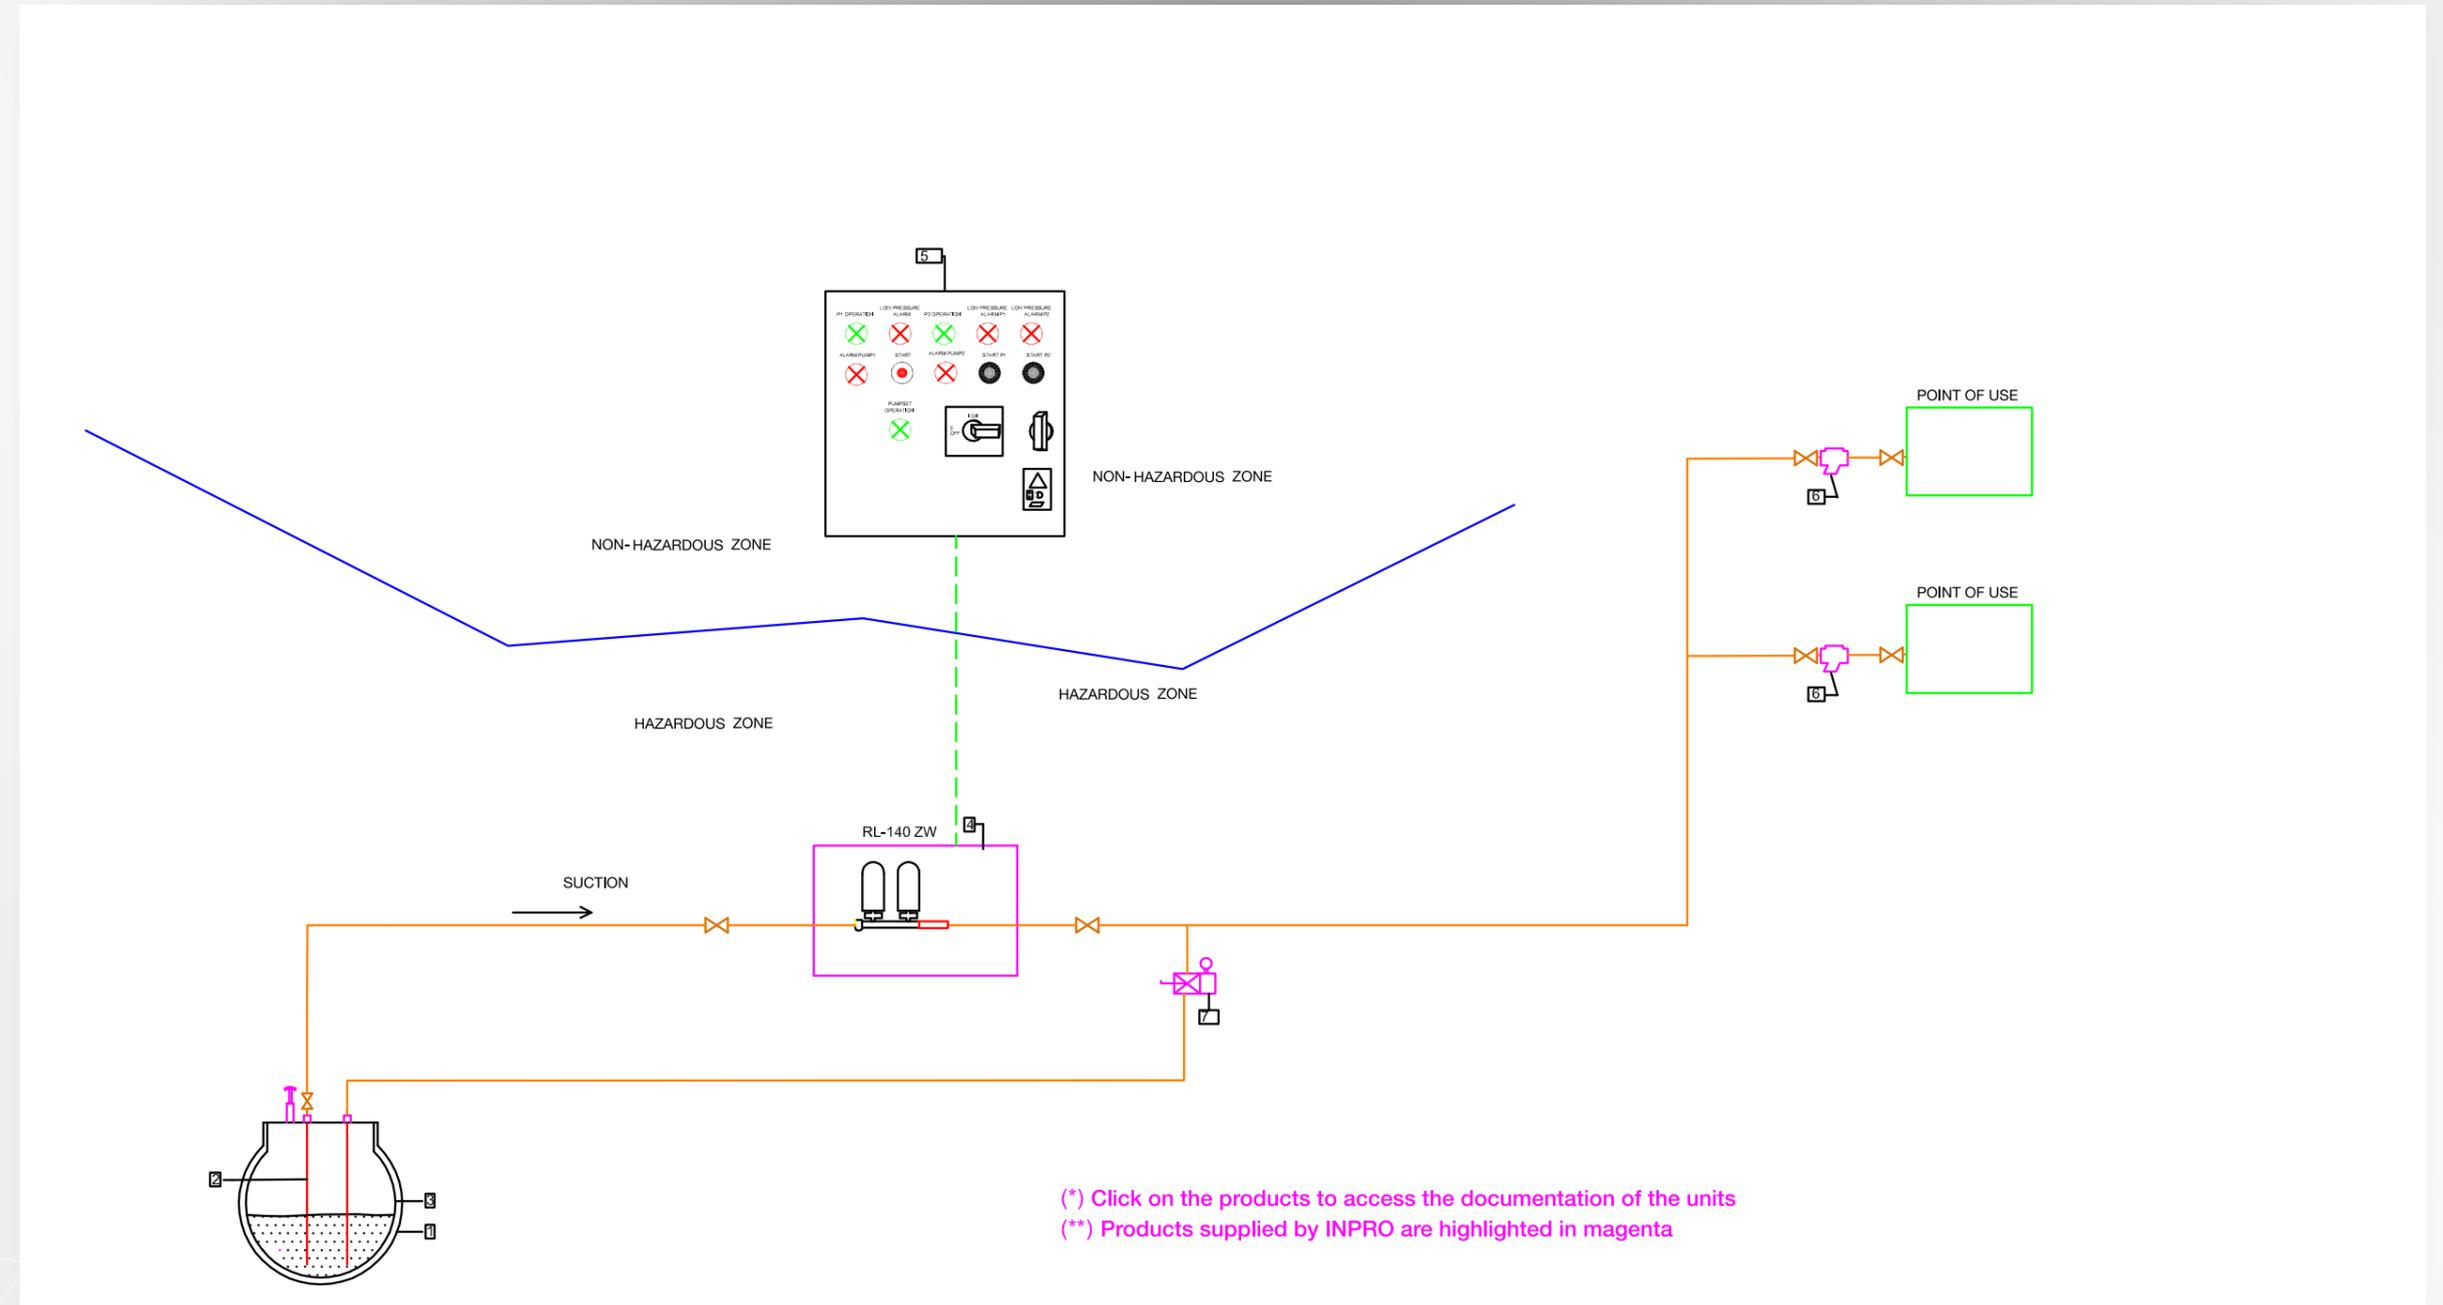 5
P1 OPERATION
LOW PRESSURE
ALARM
P2 OPERATION
LOW PRESSURE
ALARM P1
LOW PRESSURE
ALARM P2
ALARM PUMP1
START
ALARM PUMP2
START P1
START P2
PUMPSET
OPERATION
I ON
0
OFF
POINT OF USE
NON-HAZARDOUS ZONE
6
NON-HAZARDOUS ZONE
POINT OF USE
HAZARDOUS ZONE
6
HAZARDOUS ZONE
RL-140 ZW
4
SUCTION
7
2
3
1
(*) Click on the products to access the documentation of the units
(**) Products supplied by INPRO are highlighted in magenta